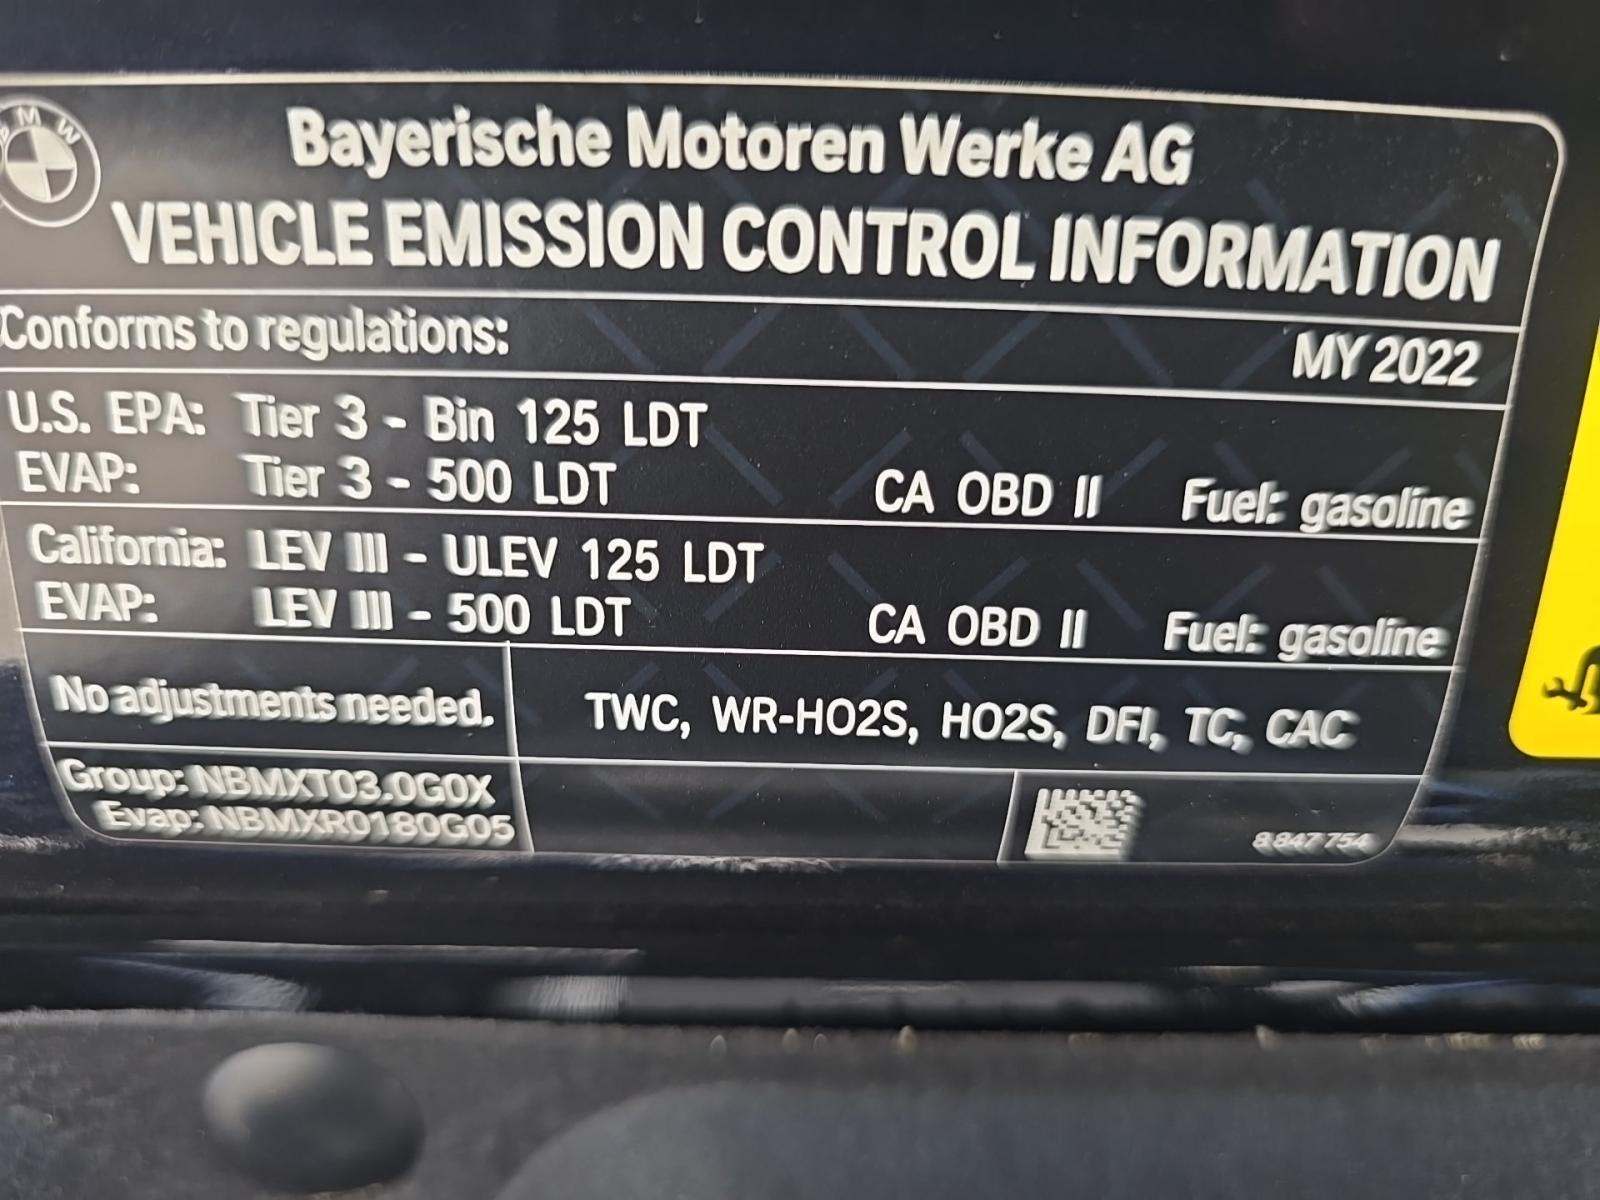 BMW
Bayerische Motoren Werke AG
VEHICLE EMISSION CONTROL INFORMATION
Conforms to regulations: MY 2022
U.S. EPA: Tier 3 - Bin 125 LDT
EVAP: Tier 3 - 500 LDT CA OBD II Fuel: gasoline
California: LEV III - ULEV 125 LDT
EVAP: LEV III - 500 LDT CA OBD II Fuel: gasoline
No adjustments needed. TWC, WR-HO2S, HO2S, DFI, TC, CAC
Group: NBMXT03.0G0X
Evap: NBMXR0180G05
8 847 754